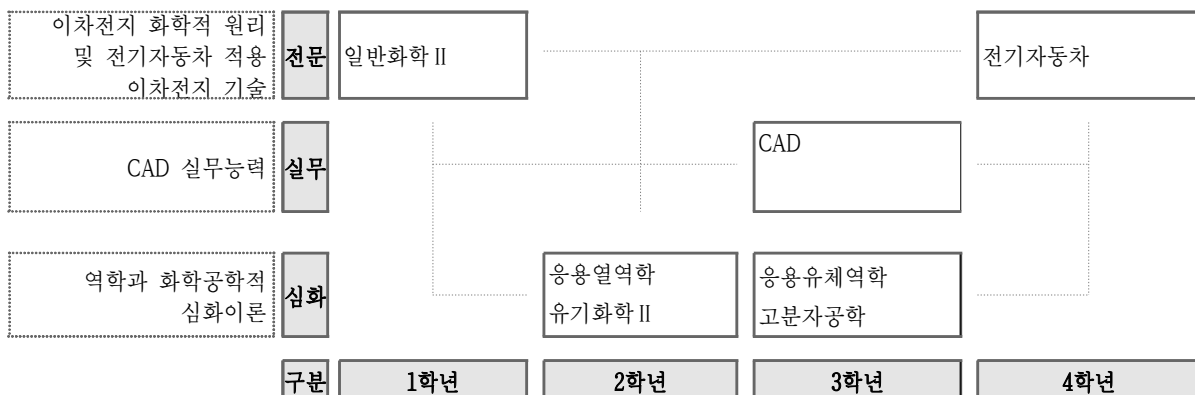 이차전지 화학적 원리
및 전기자동차 적용
이차전지 기술
전문
일반화학Ⅱ
전기자동차
CAD 실무능력
실무
CAD
역학과 화학공학적
심화이론
심화
응용열역학
유기화학Ⅱ
응용유체역학
고분자공학
구분
1학년
2학년
3학년
4학년